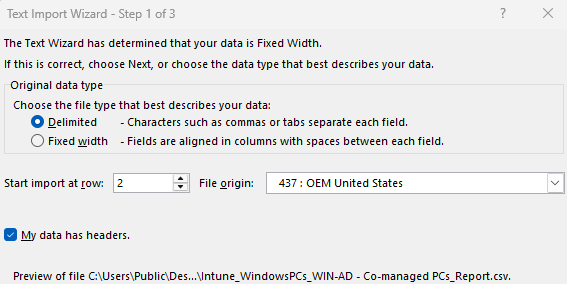 Text Import Wizard - Step 1 of 3
The Text Wizard has determined that your data is Fixed Width.
If this is correct, choose Next, or choose the data type that best describes your data.
Original data type
Choose the file type that best describes your data:
Delimited - Characters such as commas or tabs separate each field.
Fixed width - Fields are aligned in columns with spaces between each field.
Start import at row: 2 File origin: 437 : OEM United States
My data has headers.
Preview of file C:\Users\Public\Des...\Intune_WindowsPCs_WIN-AD - Co-managed PCs_Report.csv.